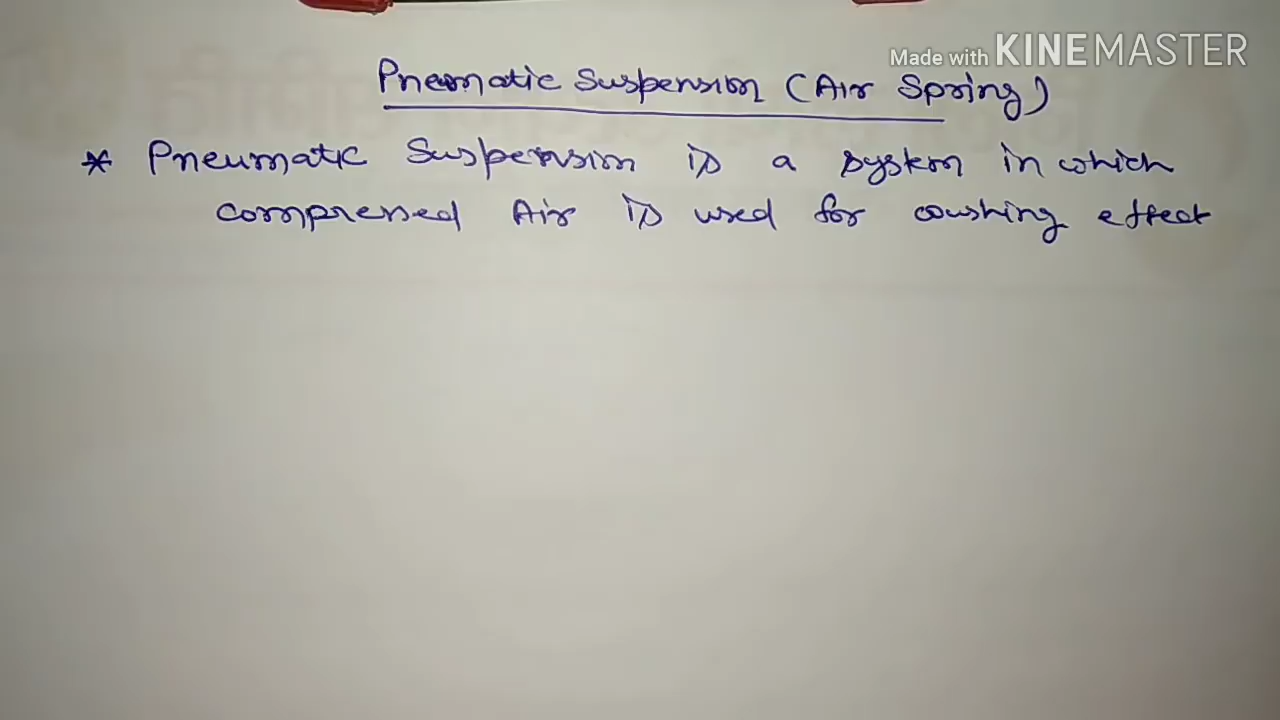 Made with KINEMASTER
Pneumatic Suspension (Air Spring)
* Pneumatic Suspension is a system in which
compressed Air is used for coushing effect